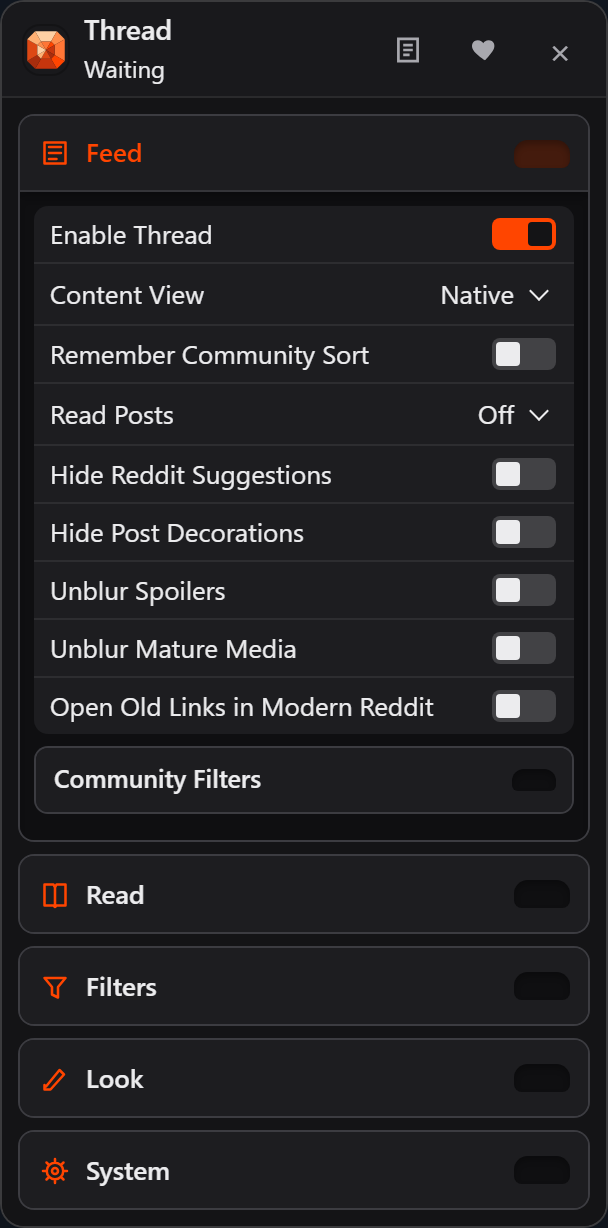 Thread
Waiting
Feed
Enable Thread
Content View Native
Remember Community Sort
Read Posts Off
Hide Reddit Suggestions
Hide Post Decorations
Unblur Spoilers
Unblur Mature Media
Open Old Links in Modern Reddit
Community Filters
Read
Filters
Look
System